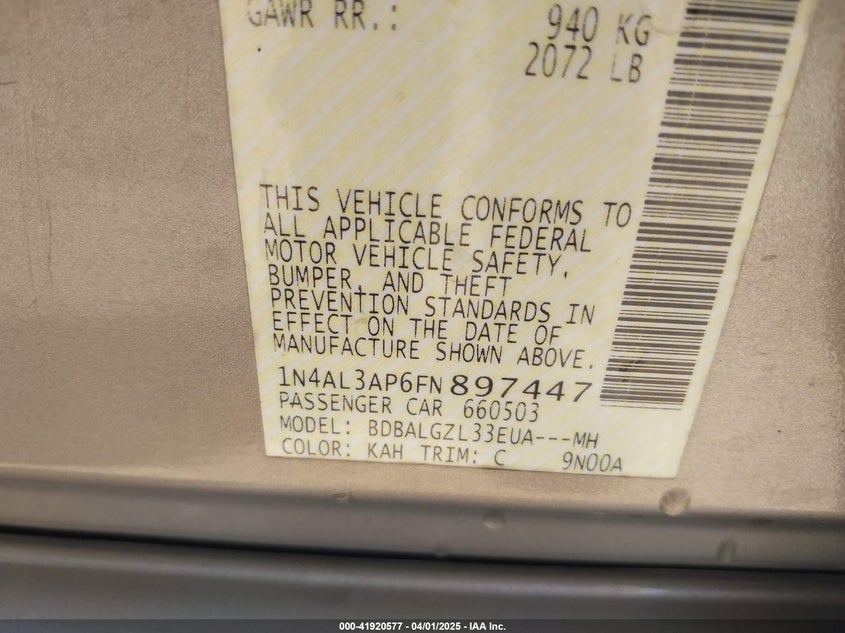 GAWR RR.: 940 KG
2072 LB
THIS VEHICLE CONFORMS TO
ALL APPLICABLE FEDERAL
MOTOR VEHICLE SAFETY,
BUMPER, AND THEFT
PREVENTION STANDARDS IN
EFFECT ON THE DATE OF
MANUFACTURE SHOWN ABOVE.
1N4AL3AP6FN897447
PASSENGER CAR 660503
MODEL: BDBALGZL33EUA---MH
COLOR: KAH TRIM: C 9N00A
000-41920577 - 04/01/2025 - IAA Inc.